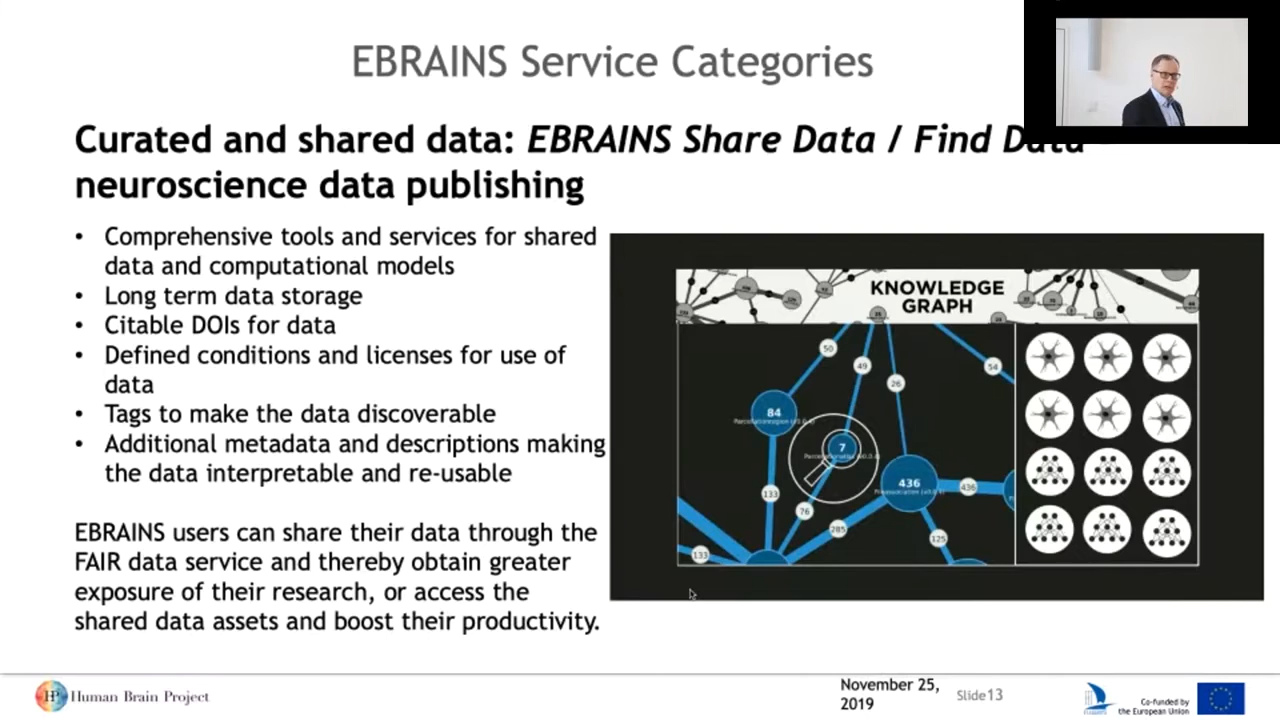 EBRAINS Service Categories
Curated and shared data: EBRAINS Share Data / Find Data
neuroscience data publishing
• Comprehensive tools and services for shared
data and computational models
• Long term data storage
• Citable DOIs for data
• Defined conditions and licenses for use of
data
• Tags to make the data discoverable
• Additional metadata and descriptions making
the data interpretable and re-usable
EBRAINS users can share their data through the
FAIR data service and thereby obtain greater
exposure of their research, or access the
shared data assets and boost their productivity.
KNOWLEDGE
GRAPH
50
49
26
54
84
7
436
436
133
76
285
125
133
HP Human Brain Project
November 25,
2019
Slide13
Co-funded by
the European Union